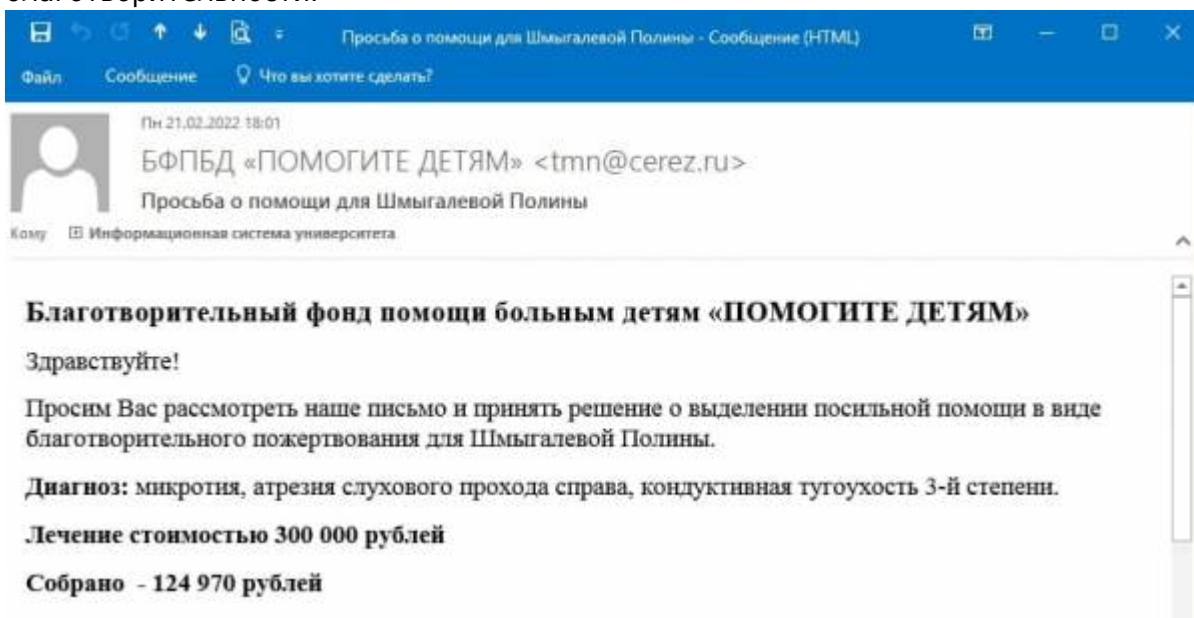 Просьба о помощи для Шмыгалевой Полины - Сообщение (HTML)
Файл Сообщение Что вы хотите сделать?
Пн 21.02.2022 18:01
БФПБД «ПОМОГИТЕ ДЕТЯМ» <tmn@cerez.ru>
Просьба о помощи для Шмыгалевой Полины
Кому Информационная система университета
Благотворительный фонд помощи больным детям «ПОМОГИТЕ ДЕТЯМ»
Здравствуйте!
Просим Вас рассмотреть наше письмо и принять решение о выделении посильной помощи в виде
благотворительного пожертвования для Шмыгалевой Полины.
Диагноз: микротия, атрезия слухового прохода справа, кондуктивная тугоухость 3-й степени.
Лечение стоимостью 300 000 рублей
Собрано - 124 970 рублей